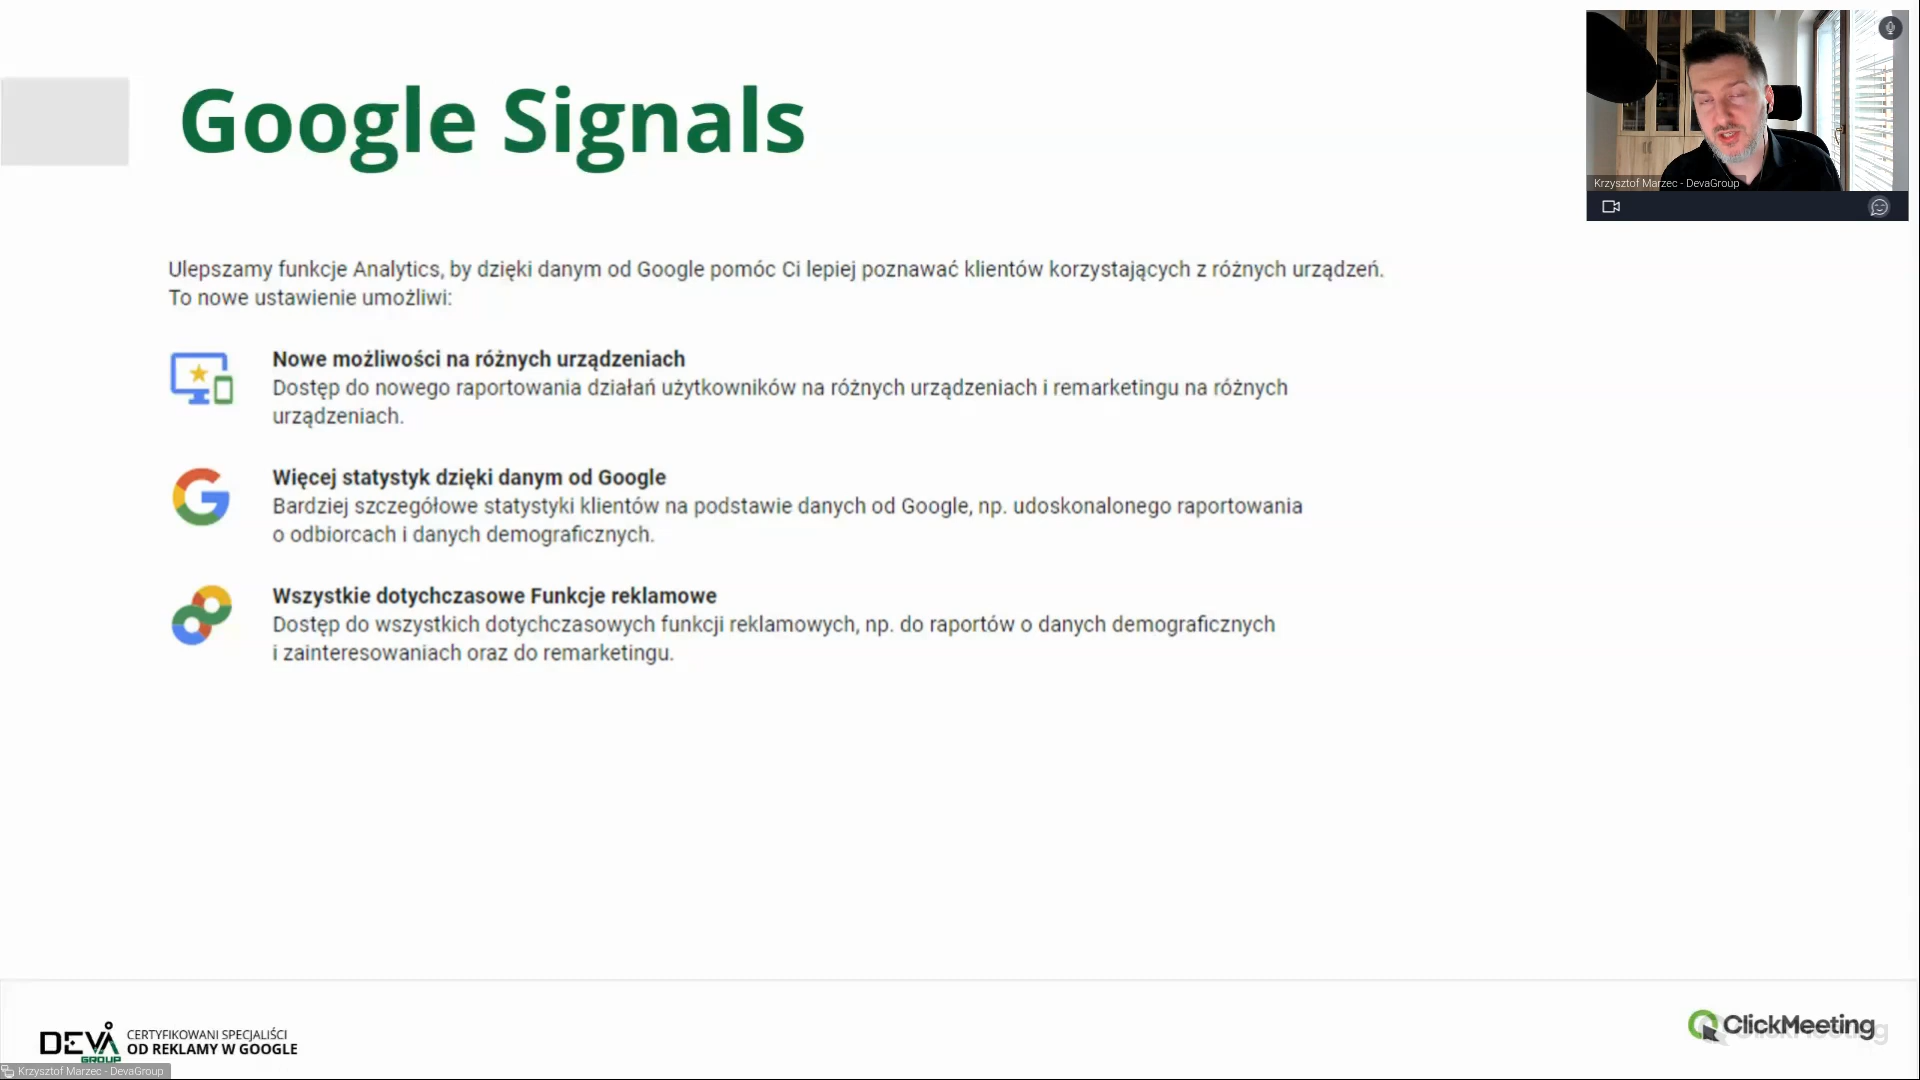 Google Signals
Krzysztof Marzec - DevaGroup
Ulepszamy funkcje Analytics, by dzięki danym od Google pomóc Ci lepiej poznawać klientów korzystających z różnych urządzeń.
To nowe ustawienie umożliwi:
Nowe możliwości na różnych urządzeniach
Dostęp do nowego raportowania działań użytkowników na różnych urządzeniach i remarketingu na różnych
urządzeniach.
Więcej statystyk dzięki danym od Google
Bardziej szczegółowe statystyki klientów na podstawie danych od Google, np. udoskonalonego raportowania
o odbiorcach i danych demograficznych.
Wszystkie dotychczasowe Funkcje reklamowe
Dostęp do wszystkich dotychczasowych funkcji reklamowych, np. do raportów o danych demograficznych
i zainteresowaniach oraz do remarketingu.
DEVA
GROUP
CERTYFIKOWANI SPECJALIŚCI
OD REKLAMY W GOOGLE
ClickMeeting
Krzysztof Marzec - DevaGroup